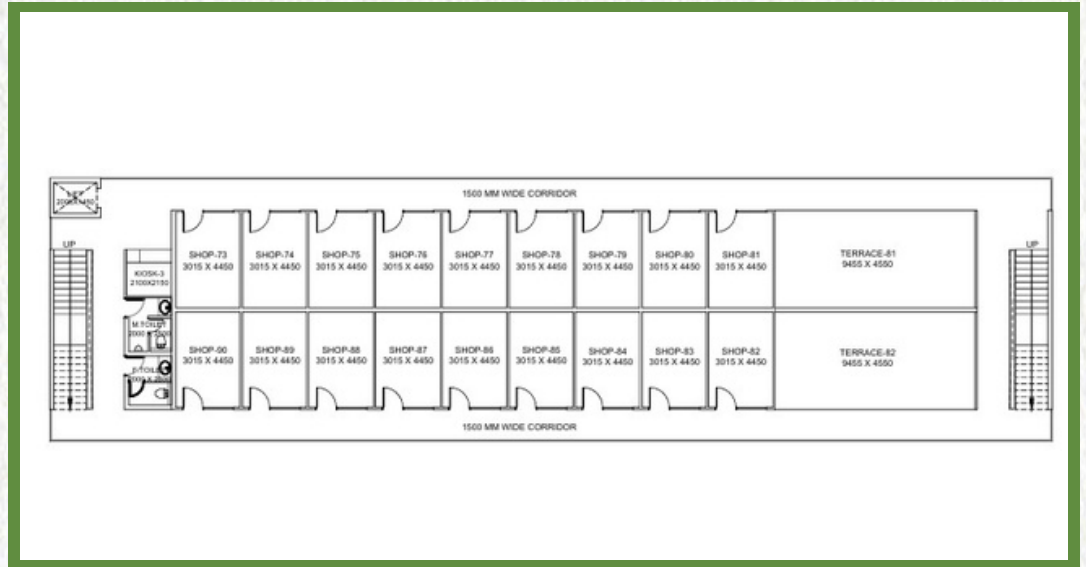 1500 MM WIDE CORRIDOR
LIFT
UP
UP
SHOP-73
3015 X 4450
SHOP-74
3015 X 4450
SHOP-75
3015 X 4450
SHOP-76
3015 X 4450
SHOP-77
3015 X 4450
SHOP-78
3015 X 4450
SHOP-79
3015 X 4450
SHOP-80
3015 X 4450
SHOP-81
3015 X 4450
TERRACE-81
9455 X 4550
KIOSK-3
2100X2150
M.TOILET
SHOP-90
3015 X 4450
SHOP-89
3015 X 4450
SHOP-88
3015 X 4450
SHOP-87
3015 X 4450
SHOP-86
3015 X 4450
SHOP-85
3015 X 4450
SHOP-84
3015 X 4450
SHOP-83
3015 X 4450
SHOP-82
3015 X 4450
TERRACE-82
9455 X 4550
1500 MM WIDE CORRIDOR